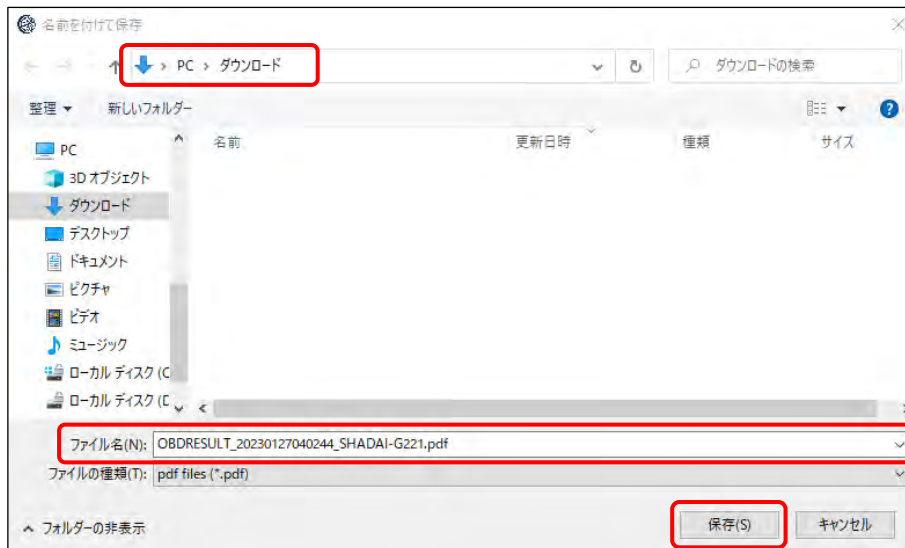 名前を付けて保存
PC > ダウンロード
ダウンロードの検索
整理
新しいフォルダー
名前
更新日時
種類
サイズ
PC
3D オブジェクト
ダウンロード
デスクトップ
ドキュメント
ピクチャ
ビデオ
ミュージック
ローカル ディスク (C
ローカル ディスク (D
ファイル名(N): OBDRESULT_20230127040244_SHADAI-G221.pdf
ファイルの種類(T): pdf files (*.pdf)
フォルダーの非表示
保存(S)
キャンセル